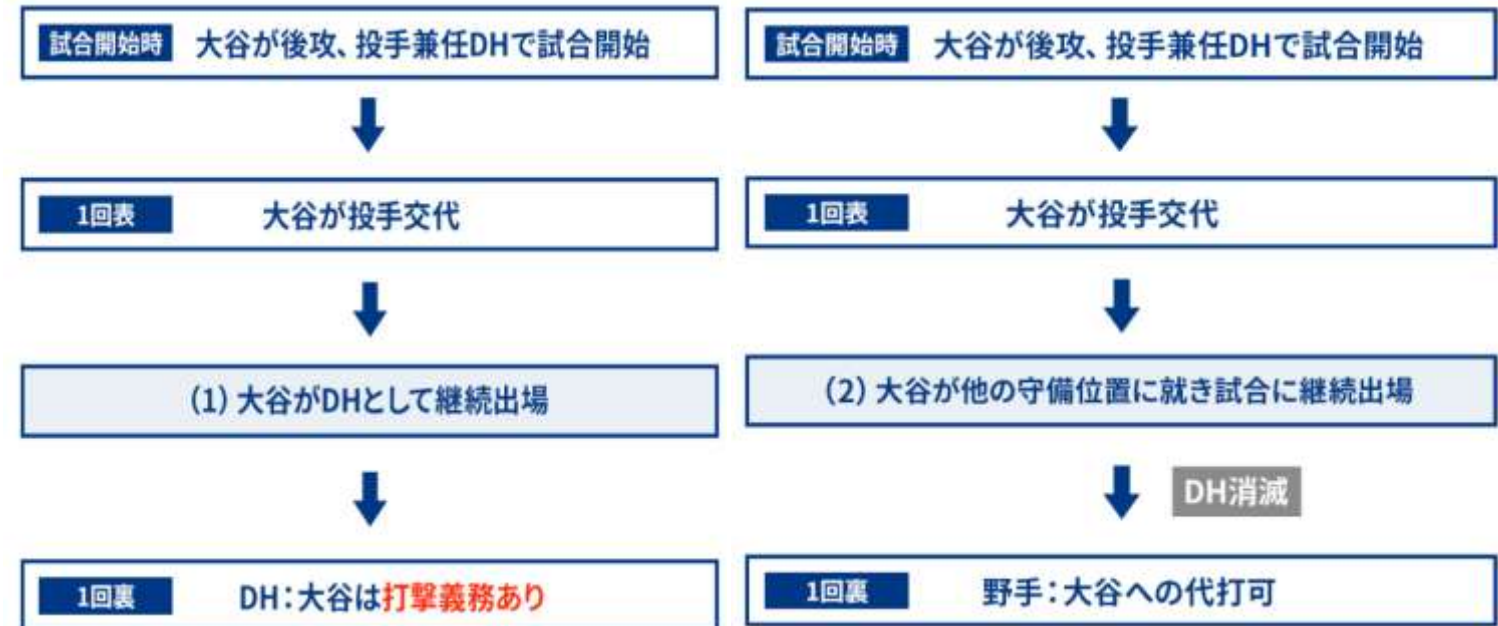 試合開始時 大谷が後攻、投手兼任DHで試合開始
1回表 大谷が投手交代
(1) 大谷がDHとして継続出場
1回裏 DH：大谷は打撃義務あり
試合開始時 大谷が後攻、投手兼任DHで試合開始
1回表 大谷が投手交代
(2) 大谷が他の守備位置に就き試合に継続出場
DH消滅
1回裏 野手：大谷への代打可